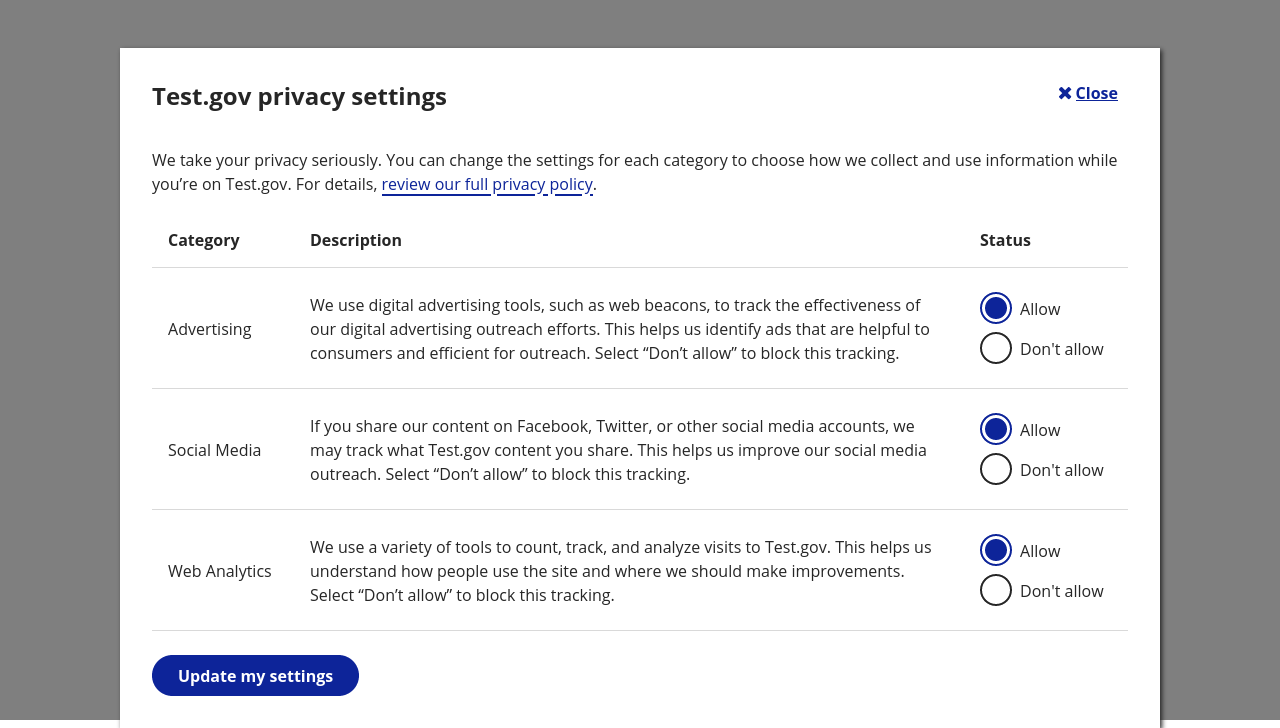 Test.gov privacy settings
✖ Close
We take your privacy seriously. You can change the settings for each category to choose how we collect and use information while
you’re on Test.gov. For details, review our full privacy policy.
Category Description Status
Advertising
We use digital advertising tools, such as web beacons, to track the effectiveness of
our digital advertising outreach efforts. This helps us identify ads that are helpful to
consumers and efficient for outreach. Select “Don’t allow” to block this tracking.
Allow
Don't allow
Social Media
If you share our content on Facebook, Twitter, or other social media accounts, we
may track what Test.gov content you share. This helps us improve our social media
outreach. Select “Don’t allow” to block this tracking.
Allow
Don't allow
Web Analytics
We use a variety of tools to count, track, and analyze visits to Test.gov. This helps us
understand how people use the site and where we should make improvements.
Select “Don’t allow” to block this tracking.
Allow
Don't allow
Update my settings